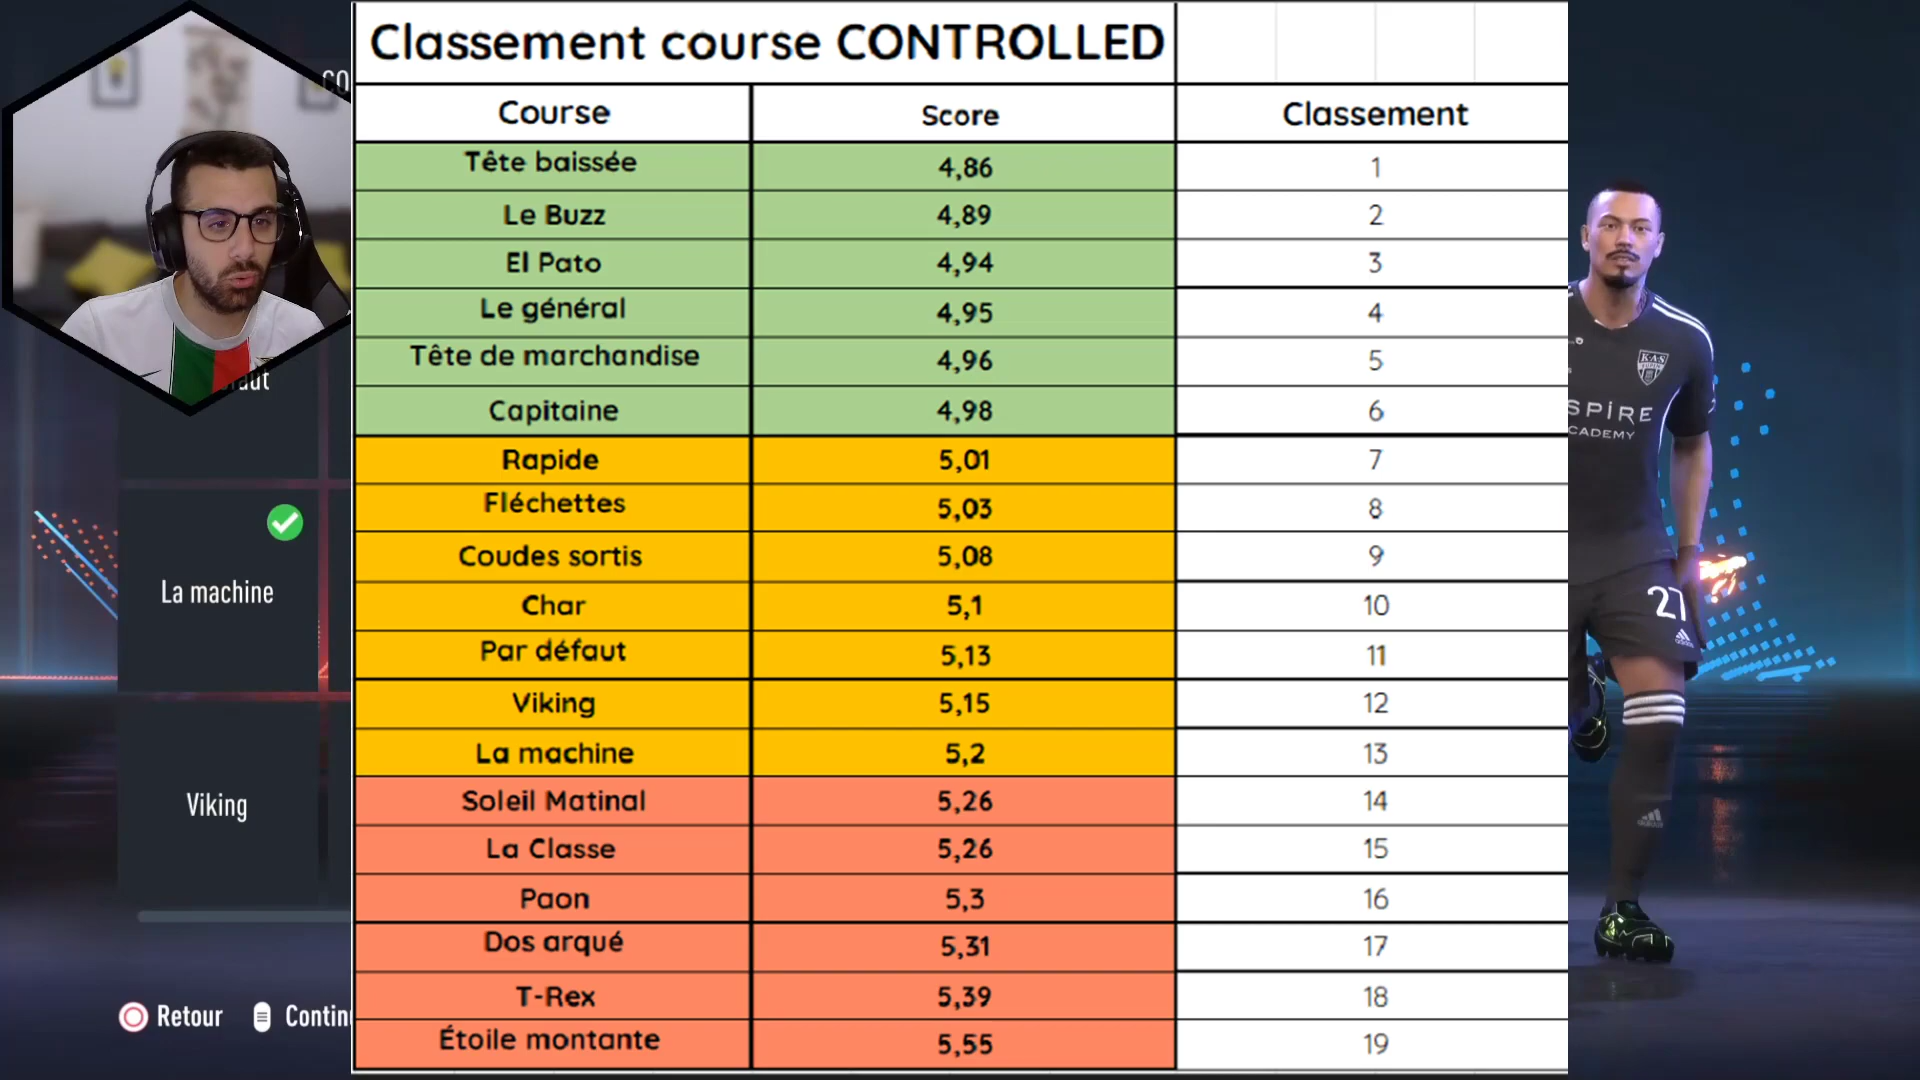 Classement course CONTROLLED
Course Score Classement
Tête baissée 4,86 1
Le Buzz 4,89 2
El Pato 4,94 3
Le général 4,95 4
Tête de marchandise 4,96 5
Capitaine 4,98 6
Rapide 5,01 7
Fléchettes 5,03 8
Coudes sortis 5,08 9
Char 5,1 10
Par défaut 5,13 11
Viking 5,15 12
La machine 5,2 13
Soleil Matinal 5,26 14
La Classe 5,26 15
Paon 5,3 16
Dos arqué 5,31 17
T-Rex 5,39 18
Étoile montante 5,55 19
La machine
Viking
Retour
K·A·S
ACADEMY
27